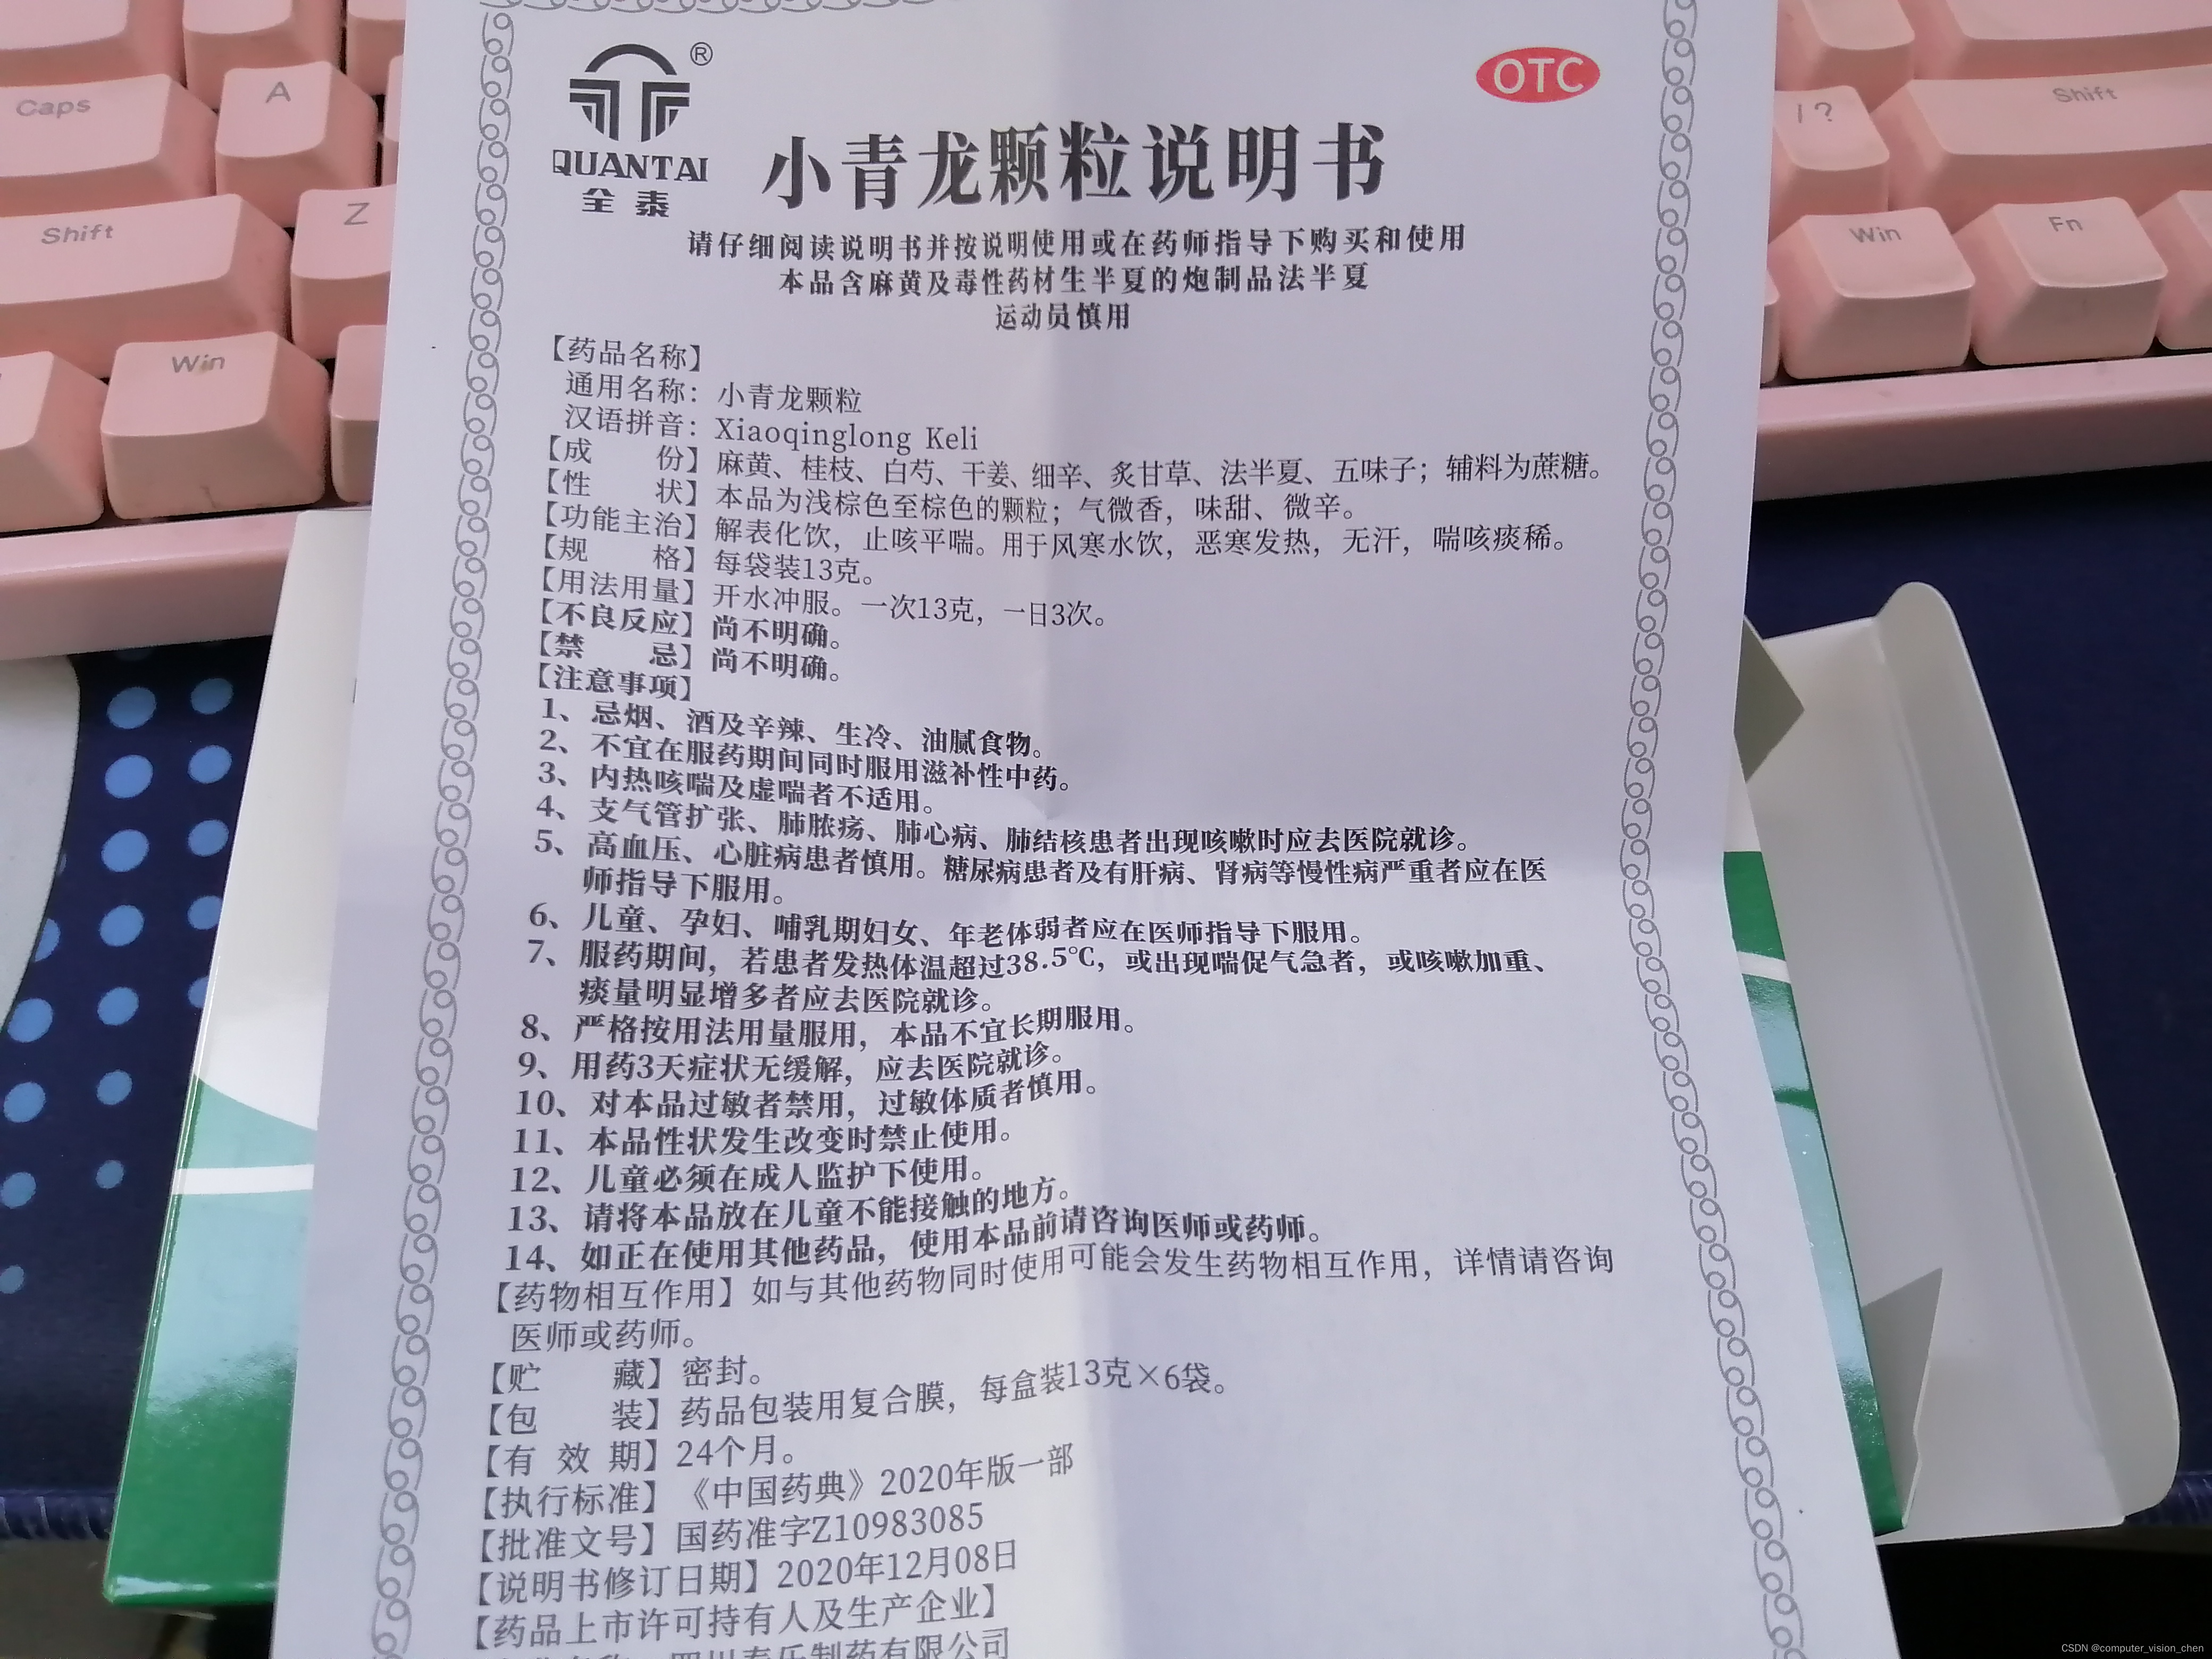 Caps
A
Shift
Z
Win
/ ?
Shift
Win
Fn
®
QUANTAI
全泰
OTC
小青龙颗粒说明书
请仔细阅读说明书并按说明使用或在药师指导下购买和使用
本品含麻黄及毒性药材生半夏的炮制品法半夏
运动员慎用
【药品名称】
通用名称：小青龙颗粒
汉语拼音：Xiaoqinglong Keli
【成 份】麻黄、桂枝、白芍、干姜、细辛、炙甘草、法半夏、五味子；辅料为蔗糖。
【性 状】本品为浅棕色至棕色的颗粒；气微香，味甜、微辛。
【功能主治】解表化饮，止咳平喘。用于风寒水饮，恶寒发热，无汗，喘咳痰稀。
【规 格】每袋装13克。
【用法用量】开水冲服。一次13克，一日3次。
【不良反应】尚不明确。
【禁 忌】尚不明确。
【注意事项】
1、忌烟、酒及辛辣、生冷、油腻食物。
2、不宜在服药期间同时服用滋补性中药。
3、内热咳喘及虚喘者不适用。
4、支气管扩张、肺脓疡、肺心病、肺结核患者出现咳嗽时应去医院就诊。
5、高血压、心脏病患者慎用。糖尿病患者及有肝病、肾病等慢性病严重者应在医
师指导下服用。
6、儿童、孕妇、哺乳期妇女、年老体弱者应在医师指导下服用。
7、服药期间，若患者发热体温超过38.5℃，或出现喘促气急者，或咳嗽加重、
痰量明显增多者应去医院就诊。
8、严格按用法用量服用，本品不宜长期服用。
9、用药3天症状无缓解，应去医院就诊。
10、对本品过敏者禁用，过敏体质者慎用。
11、本品性状发生改变时禁止使用。
12、儿童必须在成人监护下使用。
13、请将本品放在儿童不能接触的地方。
14、如正在使用其他药品，使用本品前请咨询医师或药师。
【药物相互作用】如与其他药物同时使用可能会发生药物相互作用，详情请咨询
医师或药师。
【贮 藏】密封。
【包 装】药品包装用复合膜，每盒装13克×6袋。
【有 效 期】24个月。
【执行标准】《中国药典》2020年版一部
【批准文号】国药准字Z10983085
【说明书修订日期】2020年12月08日
【药品上市许可持有人及生产企业】
四川泰乐制药有限公司
CSDN @computer_vision_chen